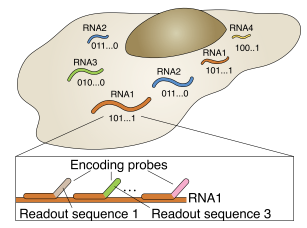 RNA2
011...0
RNA4
100..1
RNA3
010...0
RNA1
101...1
RNA2
011...0
RNA1
101...1
Encoding probes
...
RNA1
Readout sequence 1
Readout sequence 3